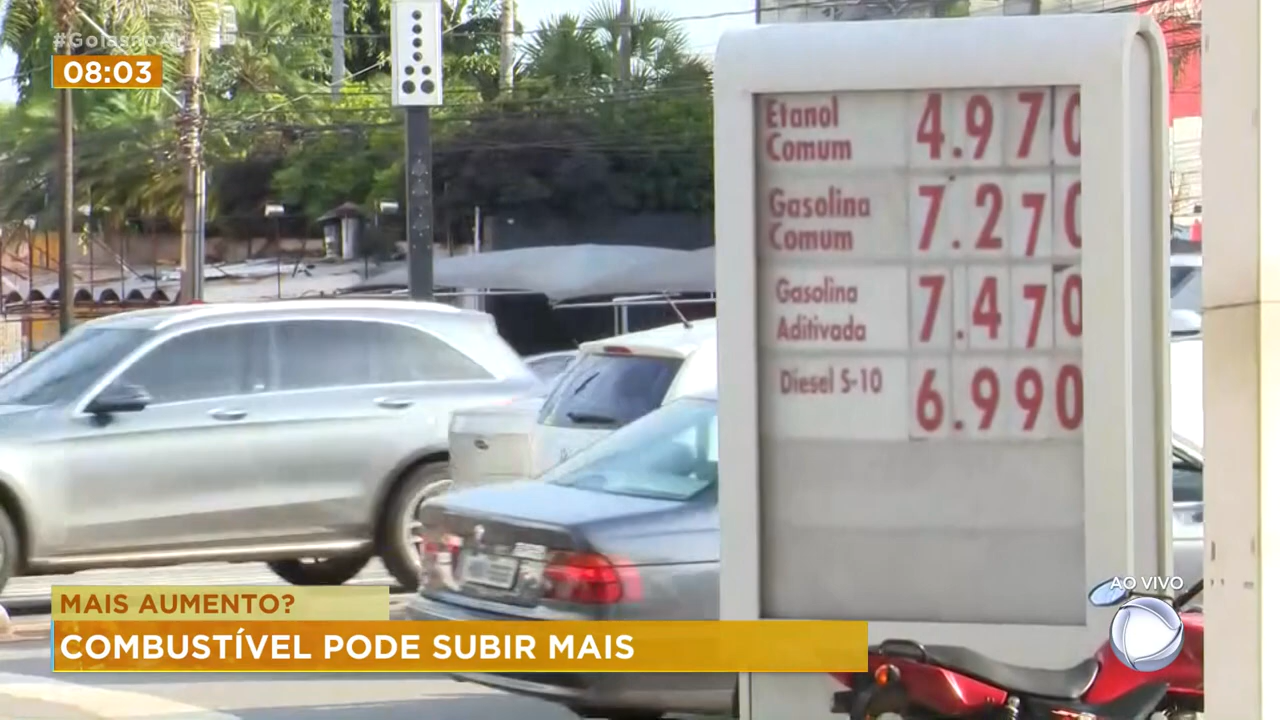 #GoiásnoAr
08:03
Etanol
Comum
4.970
Gasolina
Comum
7.270
Gasolina
Aditivada
7.470
Diesel S-10
6.990
AO VIVO
MAIS AUMENTO?
COMBUSTÍVEL PODE SUBIR MAIS